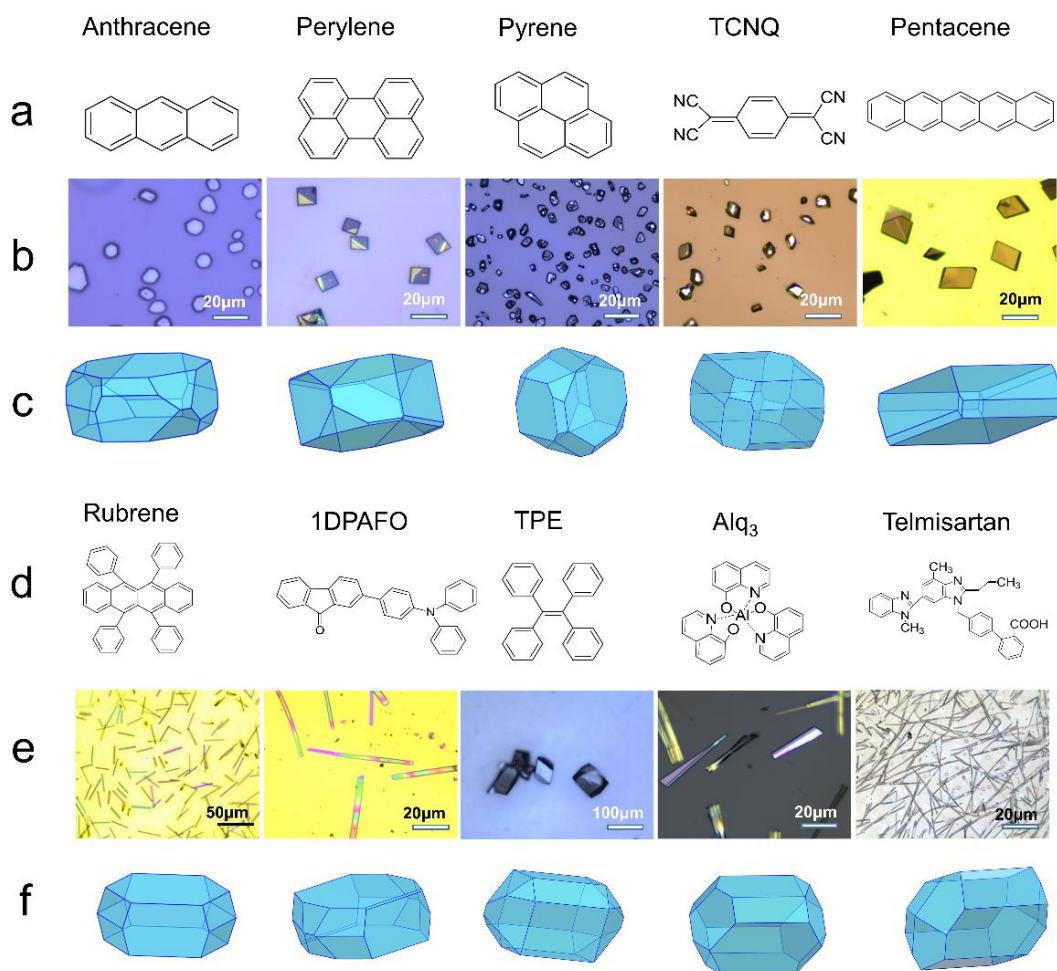 Anthracene Perylene Pyrene TCNQ Pentacene
a
NC CN
NC CN
b
20µm 20µm 20µm 20µm 20µm
c
Rubrene 1DPAFO TPE Alq₃ Telmisartan
d
O
N
N
O O
N Al
O N
CH₃
N N CH₃
N N
CH₃
COOH
e
50µm 20µm 100µm 20µm 20µm
f